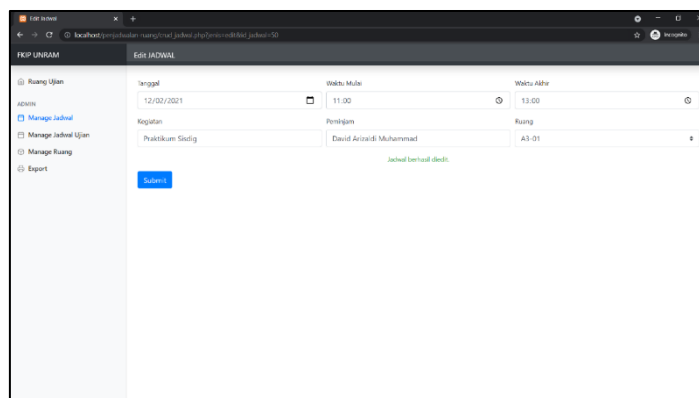 Edit Jadwal
localhost/penjadwalan-ruang/crud_jadwal.php?jenis=edit&id_jadwal=50
Incognito
FKIP UNRAM
Edit JADWAL
Ruang Ujian
ADMIN
Manage Jadwal
Manage Jadwal Ujian
Manage Ruang
Export
Tanggal
Waktu Mulai
Waktu Akhir
12/02/2021
11:00
13:00
Kegiatan
Peminjam
Ruang
Praktikum Sisdig
David Arizaldi Muhammad
A3-01
Jadwal berhasil diedit
Submit